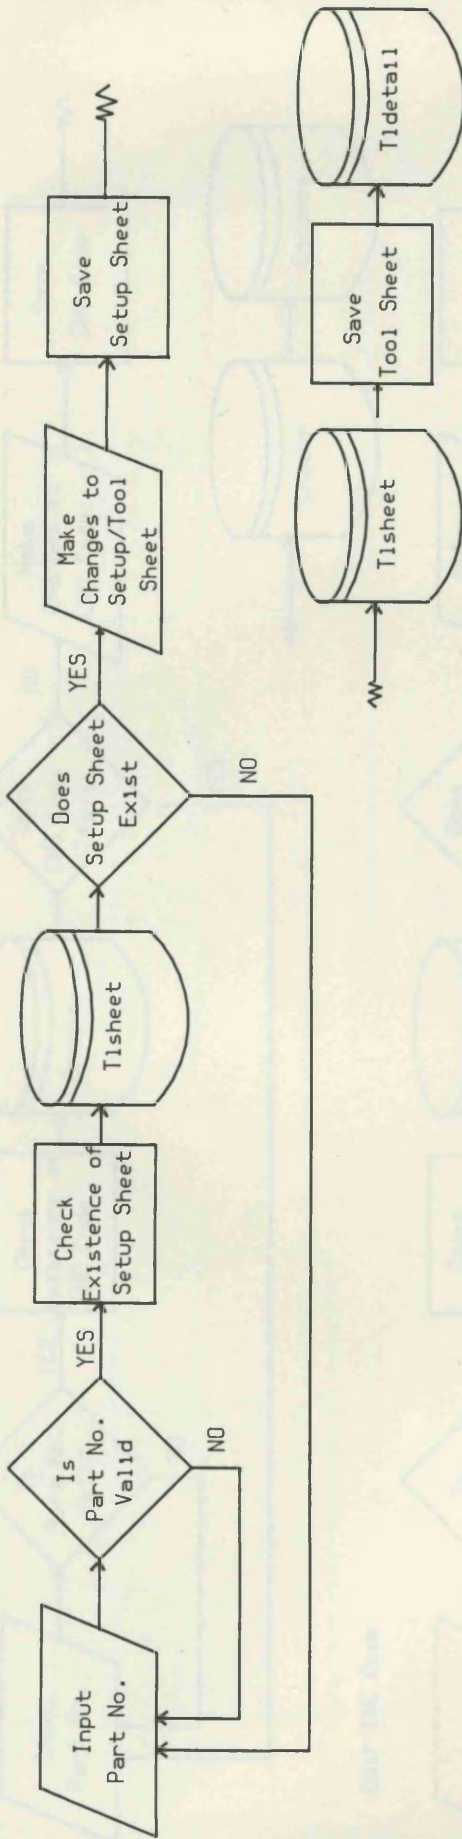 Input
Part No.
Is
Part No.
Valid
YES
NO
Check
Existence of
Setup Sheet
Tlsheet
Does
Setup Sheet
Exist
YES
NO
Make
Changes to
Setup/Tool
Sheet
Save
Setup Sheet
Tlsheet
Save
Tool Sheet
Tldetail